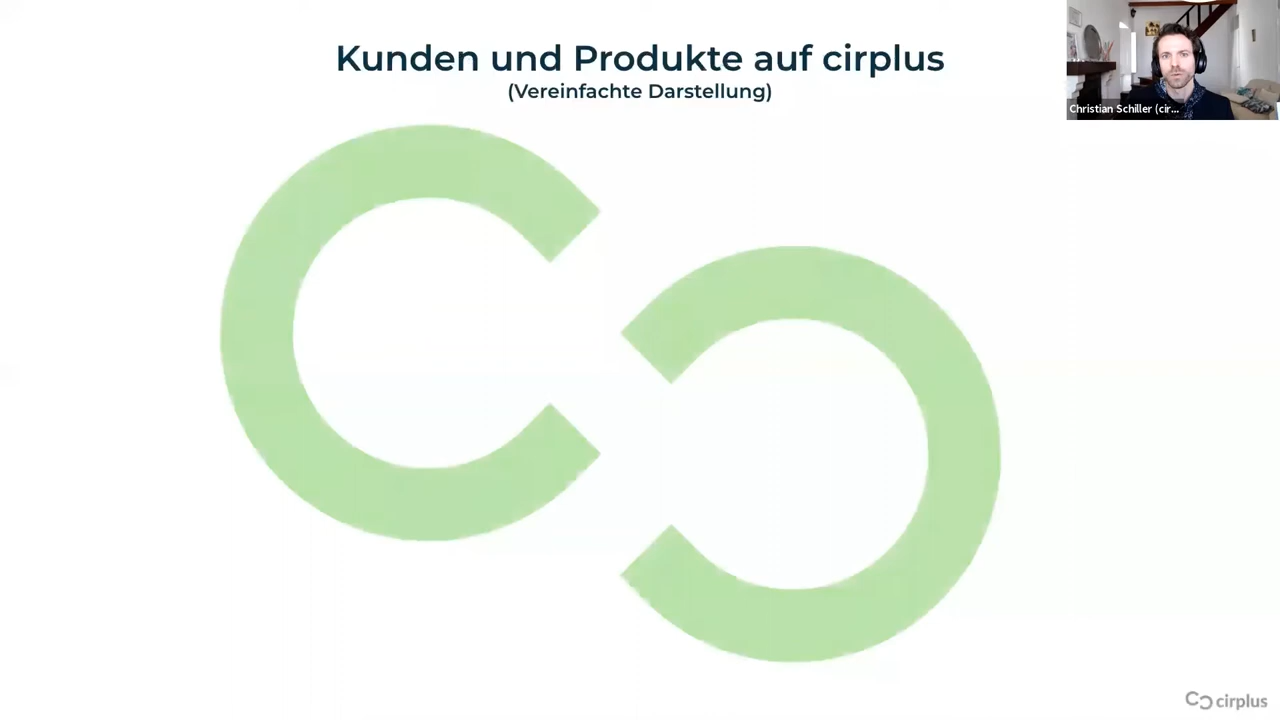 Kunden und Produkte auf cirplus
(Vereinfachte Darstellung)
Christian Schiller (cir...
cirplus